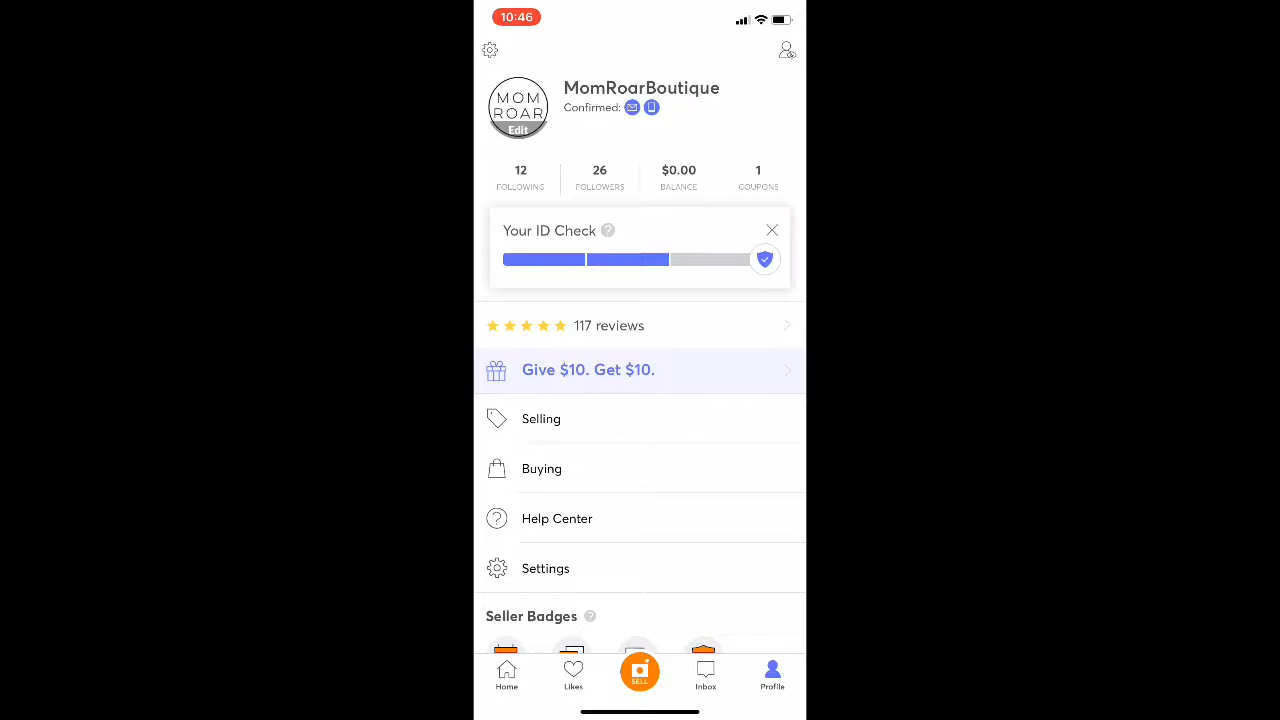 10:46
MOM
ROAR
Edit
MomRoarBoutique
Confirmed:
12
FOLLOWING
26
FOLLOWERS
$0.00
BALANCE
1
COUPONS
Your ID Check ?
117 reviews
Give $10. Get $10.
Selling
Buying
? Help Center
Settings
Seller Badges ?
Home
Likes
SELL
Inbox
Profile